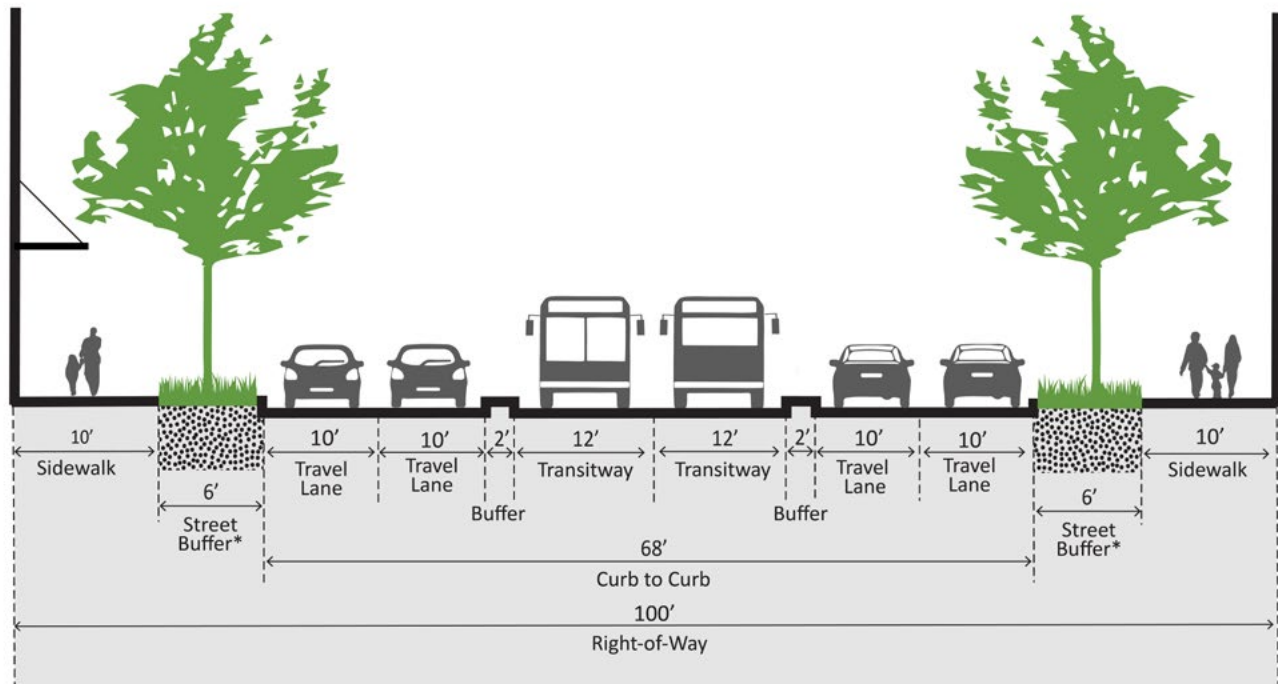 10′
Sidewalk
6′
Street
Buffer*
10′
Travel
Lane
10′
Travel
Lane
2′
Buffer
12′
Transitway
12′
Transitway
2′
Buffer
10′
Travel
Lane
10′
Travel
Lane
6′
Street
Buffer*
10′
Sidewalk
68′
Curb to Curb
100′
Right-of-Way